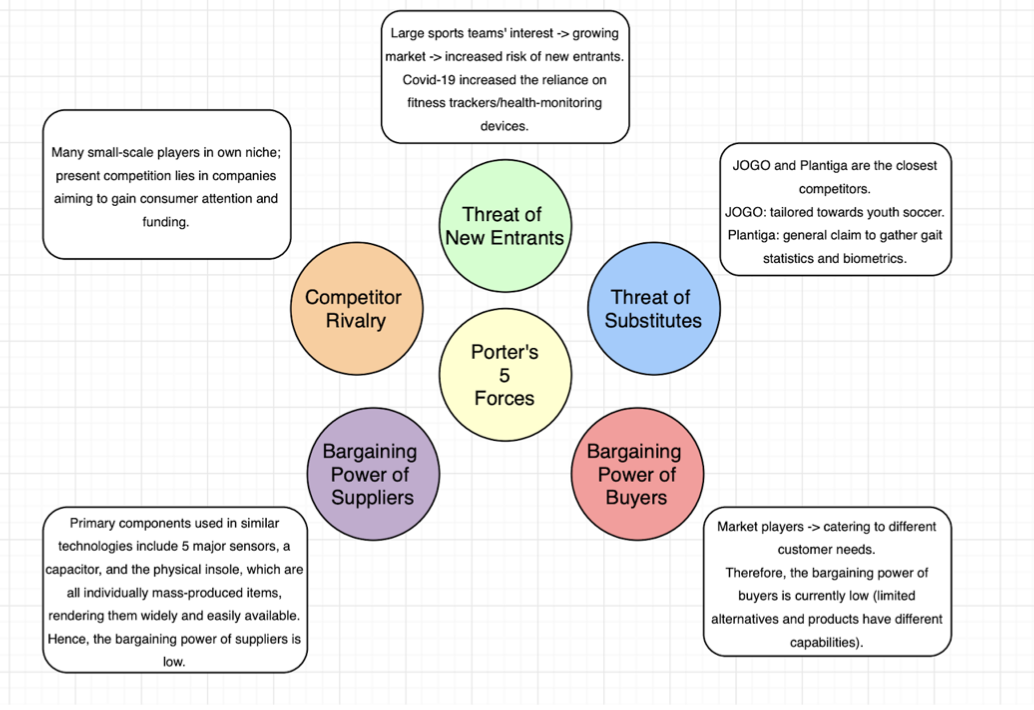 Large sports teams' interest -> growing
market -> increased risk of new entrants.
Covid-19 increased the reliance on
fitness trackers/health-monitoring
devices.
Many small-scale players in own niche;
present competition lies in companies
aiming to gain consumer attention and
funding.
JOGO and Plantiga are the closest
competitors.
JOGO: tailored towards youth soccer.
Plantiga: general claim to gather gait
statistics and biometrics.
Threat of
New Entrants
Competitor
Rivalry
Threat of
Substitutes
Porter's
5
Forces
Bargaining
Power of
Suppliers
Bargaining
Power of
Buyers
Primary components used in similar
technologies include 5 major sensors, a
capacitor, and the physical insole, which are
all individually mass-produced items,
rendering them widely and easily available.
Hence, the bargaining power of suppliers is
low.
Market players -> catering to different
customer needs.
Therefore, the bargaining power of
buyers is currently low (limited
alternatives and products have different
capabilities).